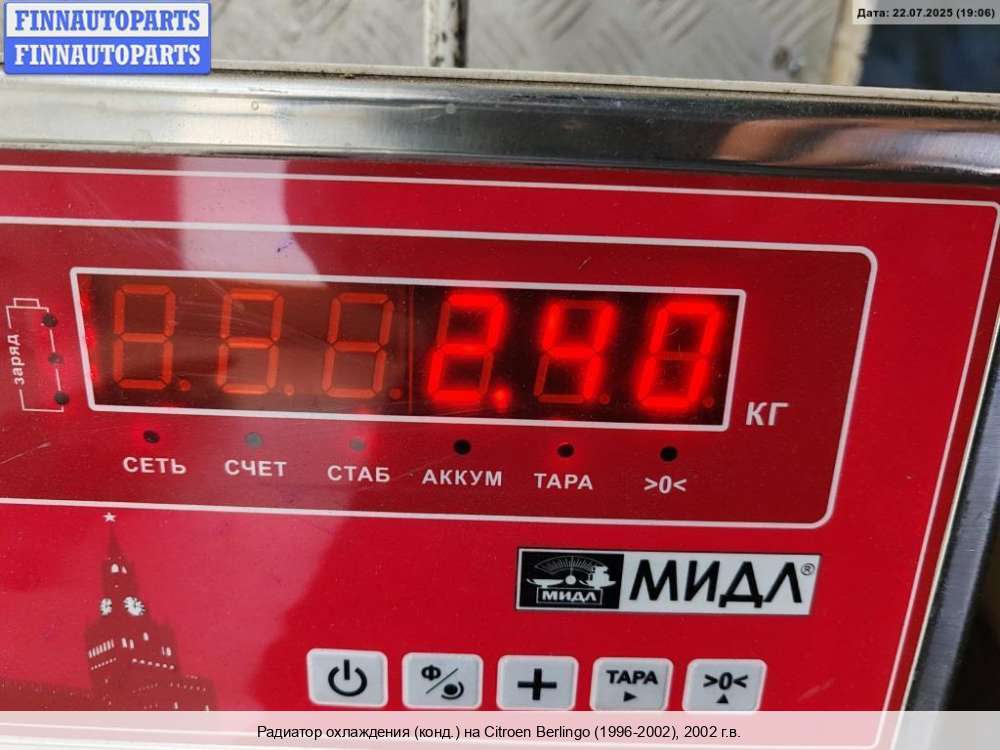 FINNAUTOPARTS
FINNAUTOPARTS
Дата: 22.07.2025 (19:06)
заряд
2.40
КГ
СЕТЬ СЧЕТ СТАБ АККУМ ТАРА >0<
МИДЛ МИДЛ®
Ф ТАРА >0<
Радиатор охлаждения (конд.) на Citroen Berlingo (1996-2002), 2002 г.в.